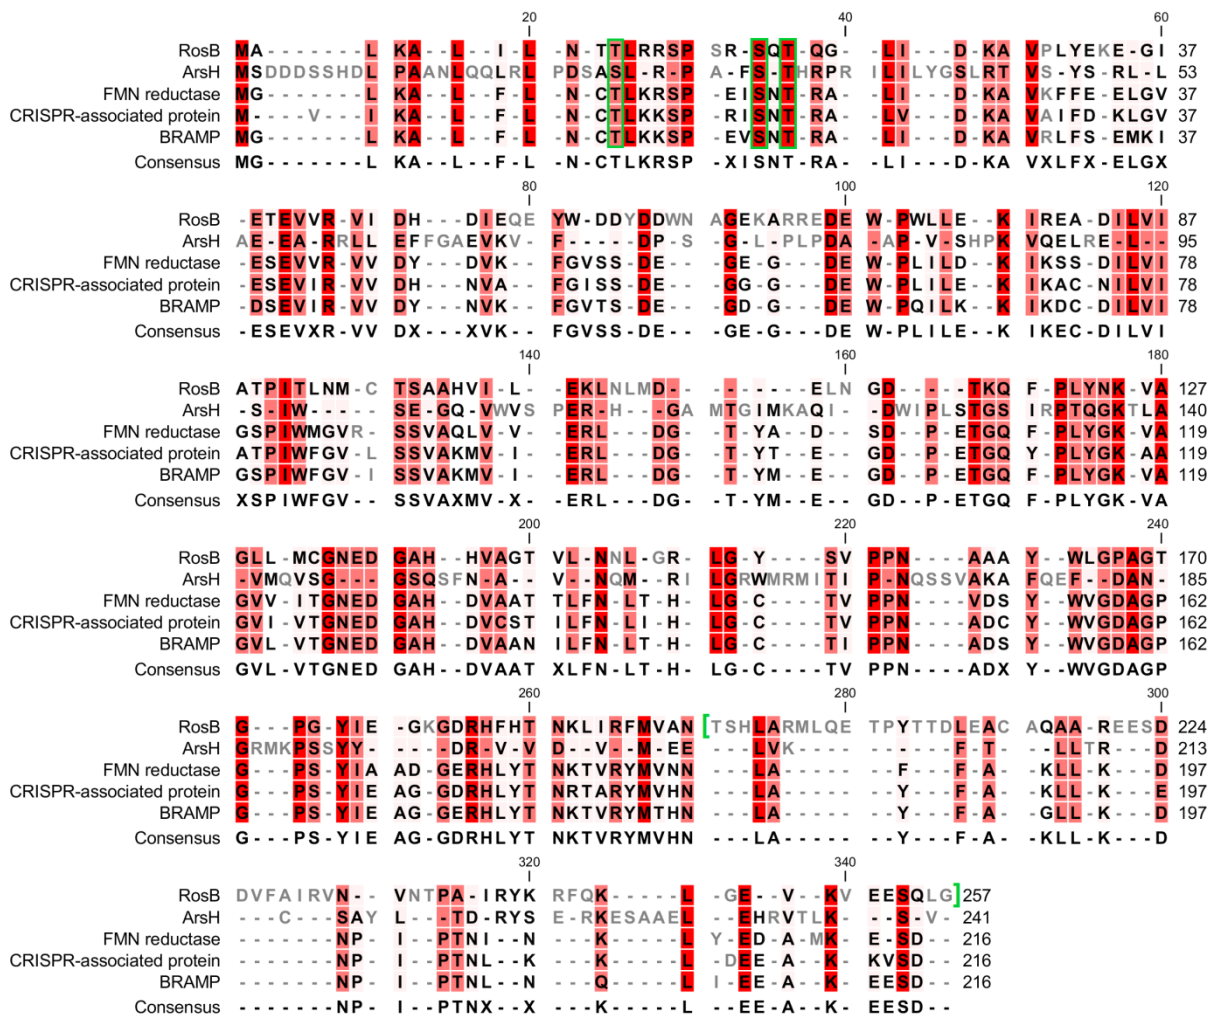 20 40 60
RosB MA-------L KA--L--I-L -N-TTLRRSP SR-SQT-QG- -LI---D-KA VPLYEKE-GI 37
ArsH MSDDDSSHDL PAANLQQLRL PDSASL-R-P A-FS-THRPR ILILYGSLRT VS-YS-RL-L 53
FMN reductase MG-------L KA--L--F-L -N-CTLKRSP -EISNT-RA- -LI---D-KA VKFFE-ELGV 37
CRISPR-associated protein M----V---I KA--L--F-L -N-CTLKKSP -RISNT-RA- -LI---D-KA VAIFD-KLGV 37
BRAMP MG-------L KA--L--F-L -N-CTLKKSP -EVSNT-RA- -LV---D-KA VRLFS-EMKI 37
Consensus MG-------L KA--L--F-L -N-CTLKRSP -XISNT-RA- -LI---D-KA VXLFX-ELGX
80 100 120
RosB -ETEVVR-VI DH---DIEQE YW-DDYDDWN AGEKARREDE W-PWLLE--K IREA-DILVI 87
ArsH AE-EA-RRLL EFFGAEVKV- F----DP-S- -G-L-PLPDA -AP-V-SHPK VQELRE-L-- 95
FMN reductase -ESEVVR-VV DY---DVK-- FGVSS-DE-- -GE-G---DE W-PLILD--K IKSS-DILVI 78
CRISPR-associated protein -ESEVIR-VV DH---NVA-- FGISS-DE-- -GG-G---DE W-PLILE--K IKAC-NILVI 78
BRAMP -DSEVIR-VV DY---NVK-- FGVTS-DE-- -GE-G---DE W-PQILK--K IKDC-DILVI 78
Consensus -ESEVXR-VV DX---XVK-- FGVSS-DE-- -GE-G---DE W-PLILE--K IKEC-DILVI
140 160 180
RosB ATPITLNM-C TSAAHVI-L- -EKLNLMD-- -------ELN GD-----TKQ F-PLYNK-VA 127
ArsH -S-IW----- SE-GQ-VWVS PER-H---GA MTGIMKAQI- -DWIPLSTGS IRPTQGKTLA 140
FMN reductase GSPIWMGVR- SSVAQLV-V- -ERL---DG- -T-YA--D-- SD--P-ETGQ F-PLYGK-VA 119
CRISPR-associated protein ATPIWFGV-L SSVAKMV-I- -ERL---DG- -T-YT--E-- GD--P-ETGQ Y-PLYGK-AA 119
BRAMP GSPIWFGV-I SSVAKMV-I- -ERL---DG- -T-YM--E-- GD--P-ETGQ F-PLYGK-VA 119
Consensus XSPIWFGV-- SSVAXMV-X- -ERL---DG- -T-YM--E-- GD--P-ETGQ F-PLYGK-VA
200 220 240
RosB GLL-MCGNED GAH--HVAGT VL-NNL-GR- LG-Y----SV PPN----AAA Y--WLGPAGT 170
ArsH -VMQVSG--- GSQSFN-A-- V--NQM--RI LGRWMRMITI P-NQSSVAKA FQEF--DAN- 185
FMN reductase GVV-ITGNED GAH--DVAAT TLFN-LT-H- LG-C----TV PPN----VDS Y--WVGDAGP 162
CRISPR-associated protein GVI-VTGNED GAH--DVCST ILFN-LT-H- LG-C----TV PPN----ADC Y--WVGDAGP 162
BRAMP GVL-VTGNED GAH--DVAAN ILFN-LT-H- LG-C----TI PPN----ADS Y--WVGDAGP 162
Consensus GVL-VTGNED GAH--DVAAT XLFN-LT-H- LG-C----TV PPN----ADX Y--WVGDAGP
260 280 300
RosB G---PG-YIE -GKGDRHFHT NKLIRFMVAN [TSHLARMLQE TPYTTDLEAC AQAA-REESD 224
ArsH GRMKPSSYY- ----DR-V-V D--V--M-EE ---LVK---- ------F-T- --LLTR---D 213
FMN reductase G---PS-YIA AD-GERHLYT NKTVRYMVNN ---LA----- --F---F-A- -KLL-K---D 197
CRISPR-associated protein G---PS-YIE AG-GDRHLYT NRTARYMVHN ---LA----- --Y---F-A- -KLL-K---E 197
BRAMP G---PS-YIE AG-GERHLYT NKTVRYMTHN ---LA----- --Y---F-A- -GLL-K---D 197
Consensus G---PS-YIE AG-GDRHLYT NKTVRYMVHN ---LA----- --Y---F-A- -KLL-K---D
320 340
RosB DVFAIRVN-- VNTPA-IRYK RFQK-----L -GE--V--KV EESQLG] 257
ArsH ---C---SAY L--TD-RYS- E-RKESAAEL --EHRVTLK- --S-V- 241
FMN reductase -------NP- I--PTNI--N ---K-----L -YED-A-MK- E-SD-- 216
CRISPR-associated protein -------NP- I--PTNL--K ---K-----L -DEE-A--K- KVSD-- 216
BRAMP -------NP- I--PTNL--N ---Q-----L -IEE-A--K- EESD-- 216
Consensus -------NP- I--PTNX--X ---K-----L --EE-A--K- EESD--